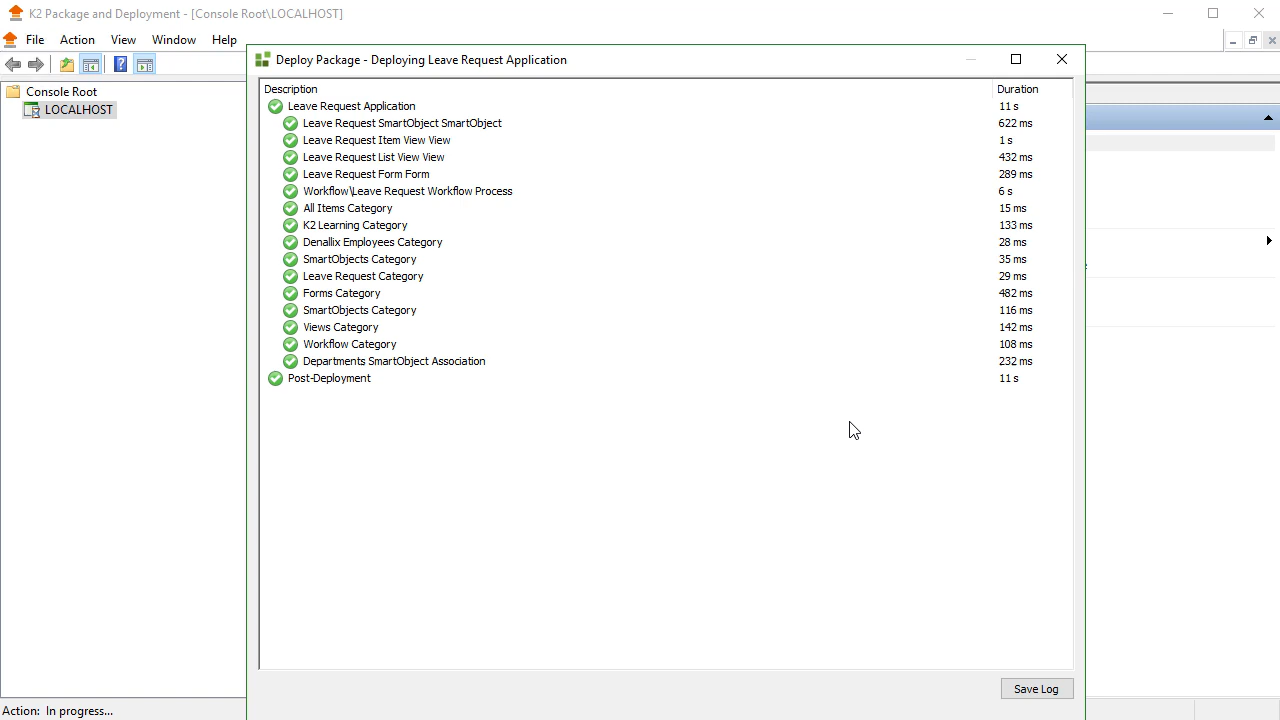 K2 Package and Deployment - [Console Root\LOCALHOST]
File Action View Window Help
Console Root
LOCALHOST
Deploy Package - Deploying Leave Request Application
Description Duration
Leave Request Application 11 s
Leave Request SmartObject SmartObject 622 ms
Leave Request Item View View 1 s
Leave Request List View View 432 ms
Leave Request Form Form 289 ms
Workflow\Leave Request Workflow Process 6 s
All Items Category 15 ms
K2 Learning Category 133 ms
Denallix Employees Category 28 ms
SmartObjects Category 35 ms
Leave Request Category 29 ms
Forms Category 482 ms
SmartObjects Category 116 ms
Views Category 142 ms
Workflow Category 108 ms
Departments SmartObject Association 232 ms
Post-Deployment 11 s
Save Log
Action: In progress...